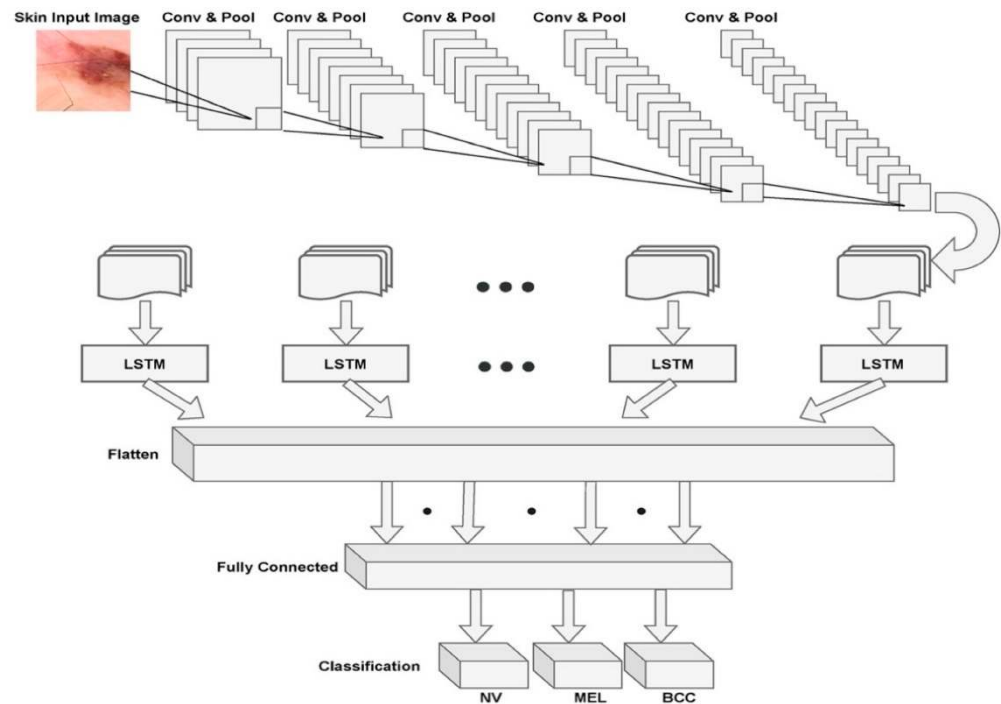 Skin Input Image Conv & Pool Conv & Pool Conv & Pool Conv & Pool Conv & Pool
LSTM LSTM LSTM LSTM
Flatten
Fully Connected
Classification
NV MEL BCC